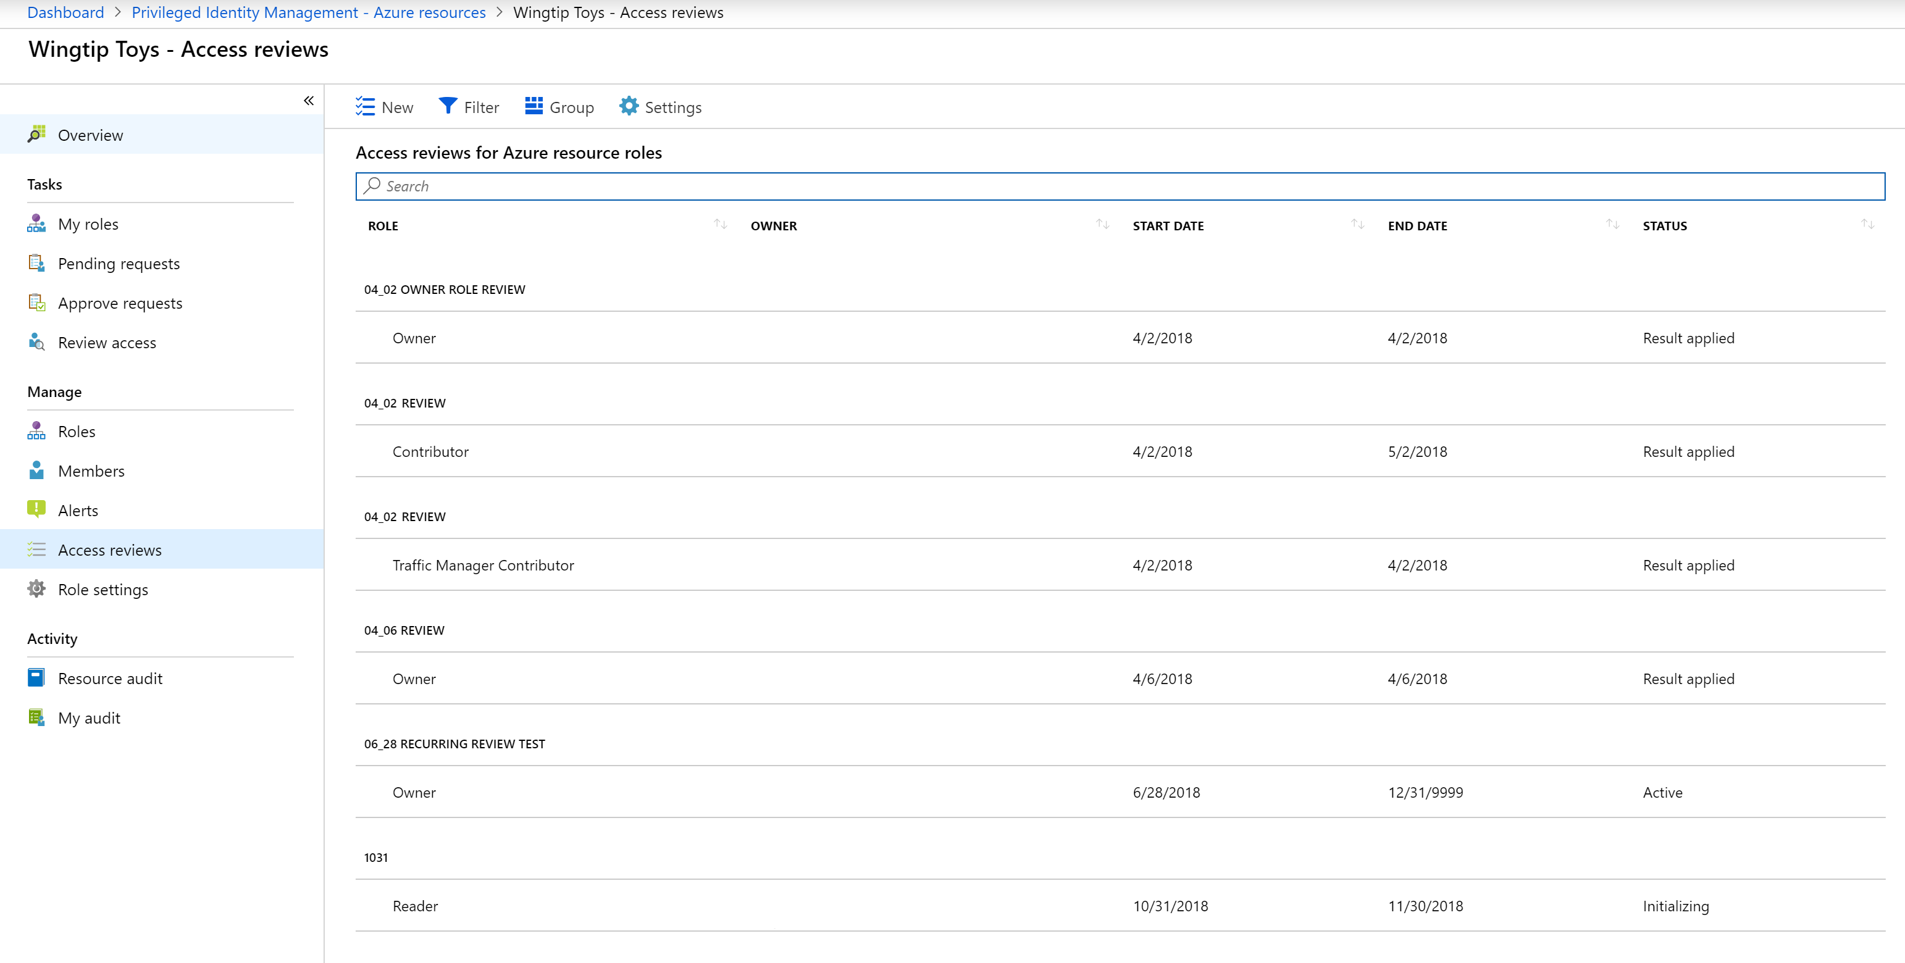 Dashboard > Privileged Identity Management - Azure resources > Wingtip Toys - Access reviews
Wingtip Toys - Access reviews
«
Overview
Tasks
My roles
Pending requests
Approve requests
Review access
Manage
Roles
Members
Alerts
Access reviews
Role settings
Activity
Resource audit
My audit
New Filter Group Settings
Access reviews for Azure resource roles
Search
ROLE OWNER START DATE END DATE STATUS
04_02 OWNER ROLE REVIEW
Owner 4/2/2018 4/2/2018 Result applied
04_02 REVIEW
Contributor 4/2/2018 5/2/2018 Result applied
04_02 REVIEW
Traffic Manager Contributor 4/2/2018 4/2/2018 Result applied
04_06 REVIEW
Owner 4/6/2018 4/6/2018 Result applied
06_28 RECURRING REVIEW TEST
Owner 6/28/2018 12/31/9999 Active
1031
Reader 10/31/2018 11/30/2018 Initializing